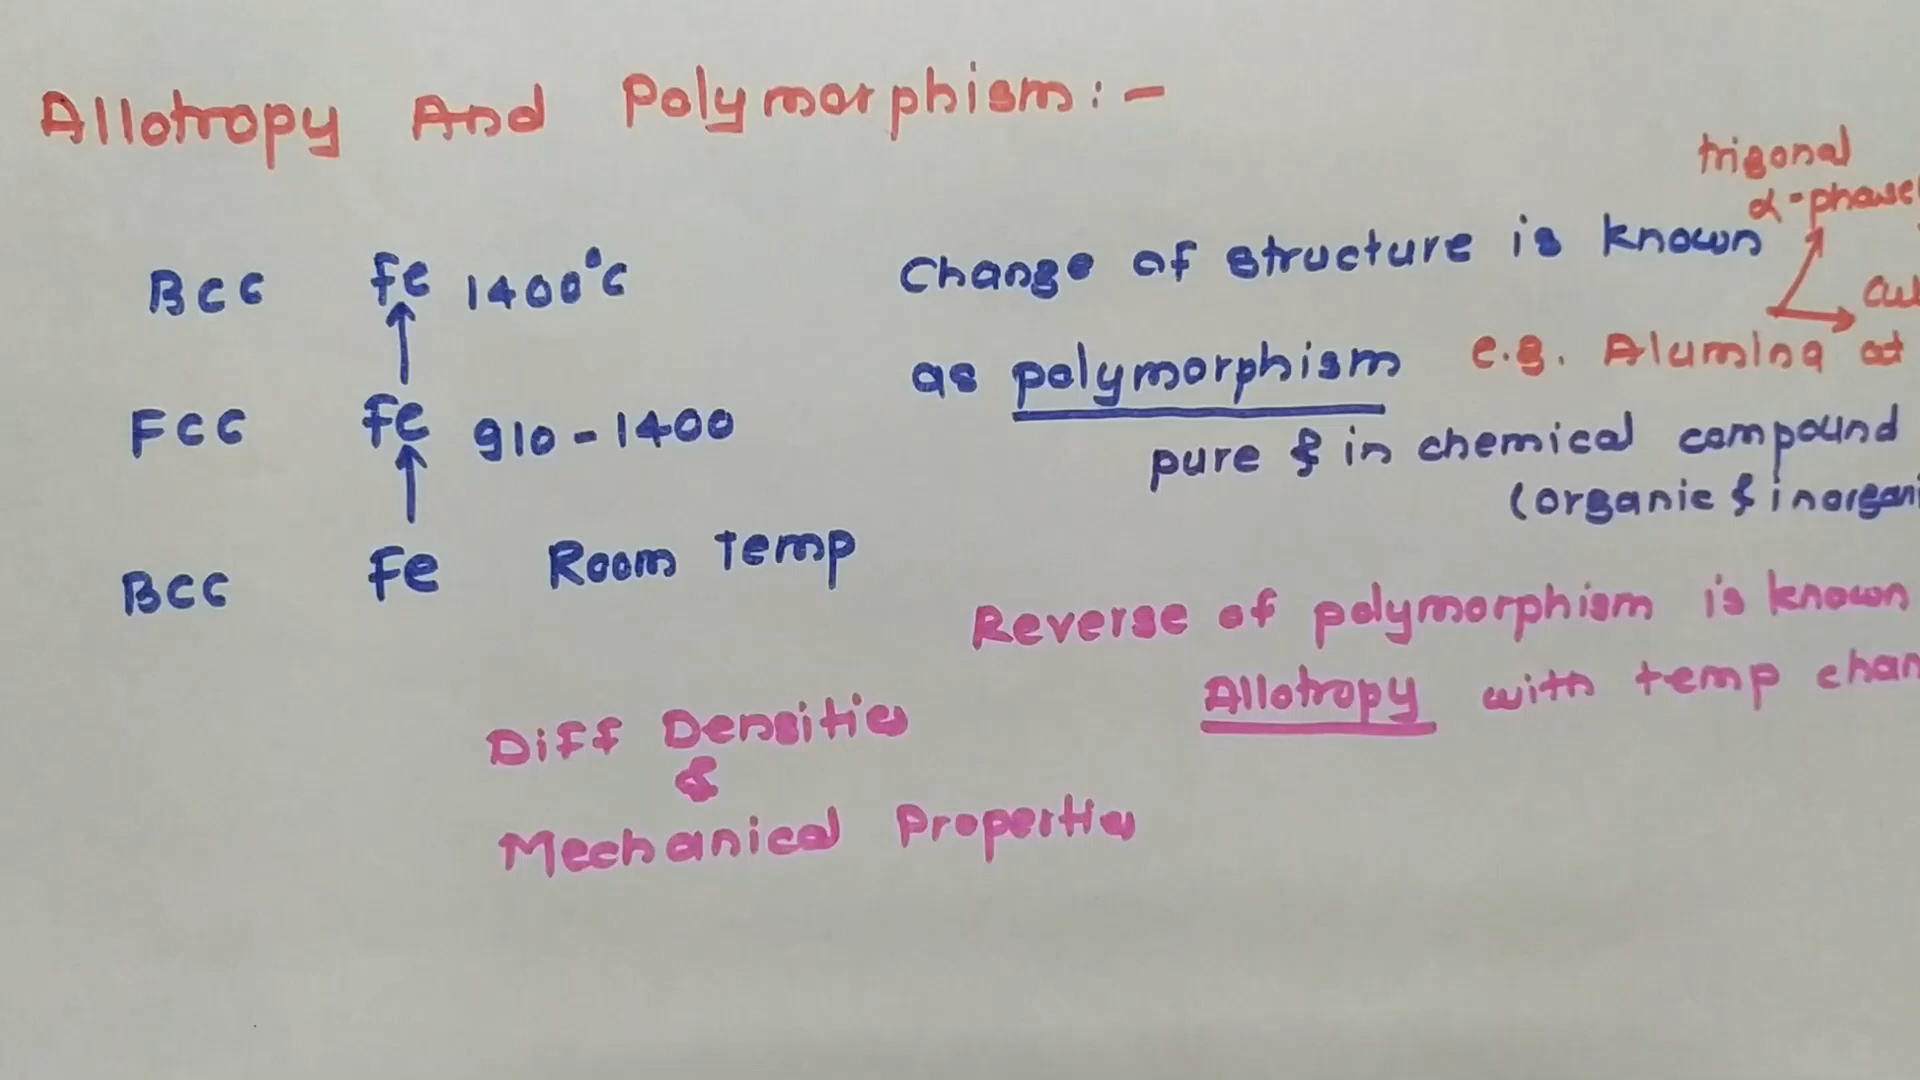 Allotropy And Polymorphism:-
BCC Fe 1400°C
FCC Fe 910-1400
BCC Fe Room Temp
Diff Densities
&
Mechanical Properties
trigonal
α-phase
Change of structure is known
as polymorphism e.g. Alumina at
pure & in chemical compound
(organic & inorgani
Reverse of polymorphism is known
Allotropy with temp chan